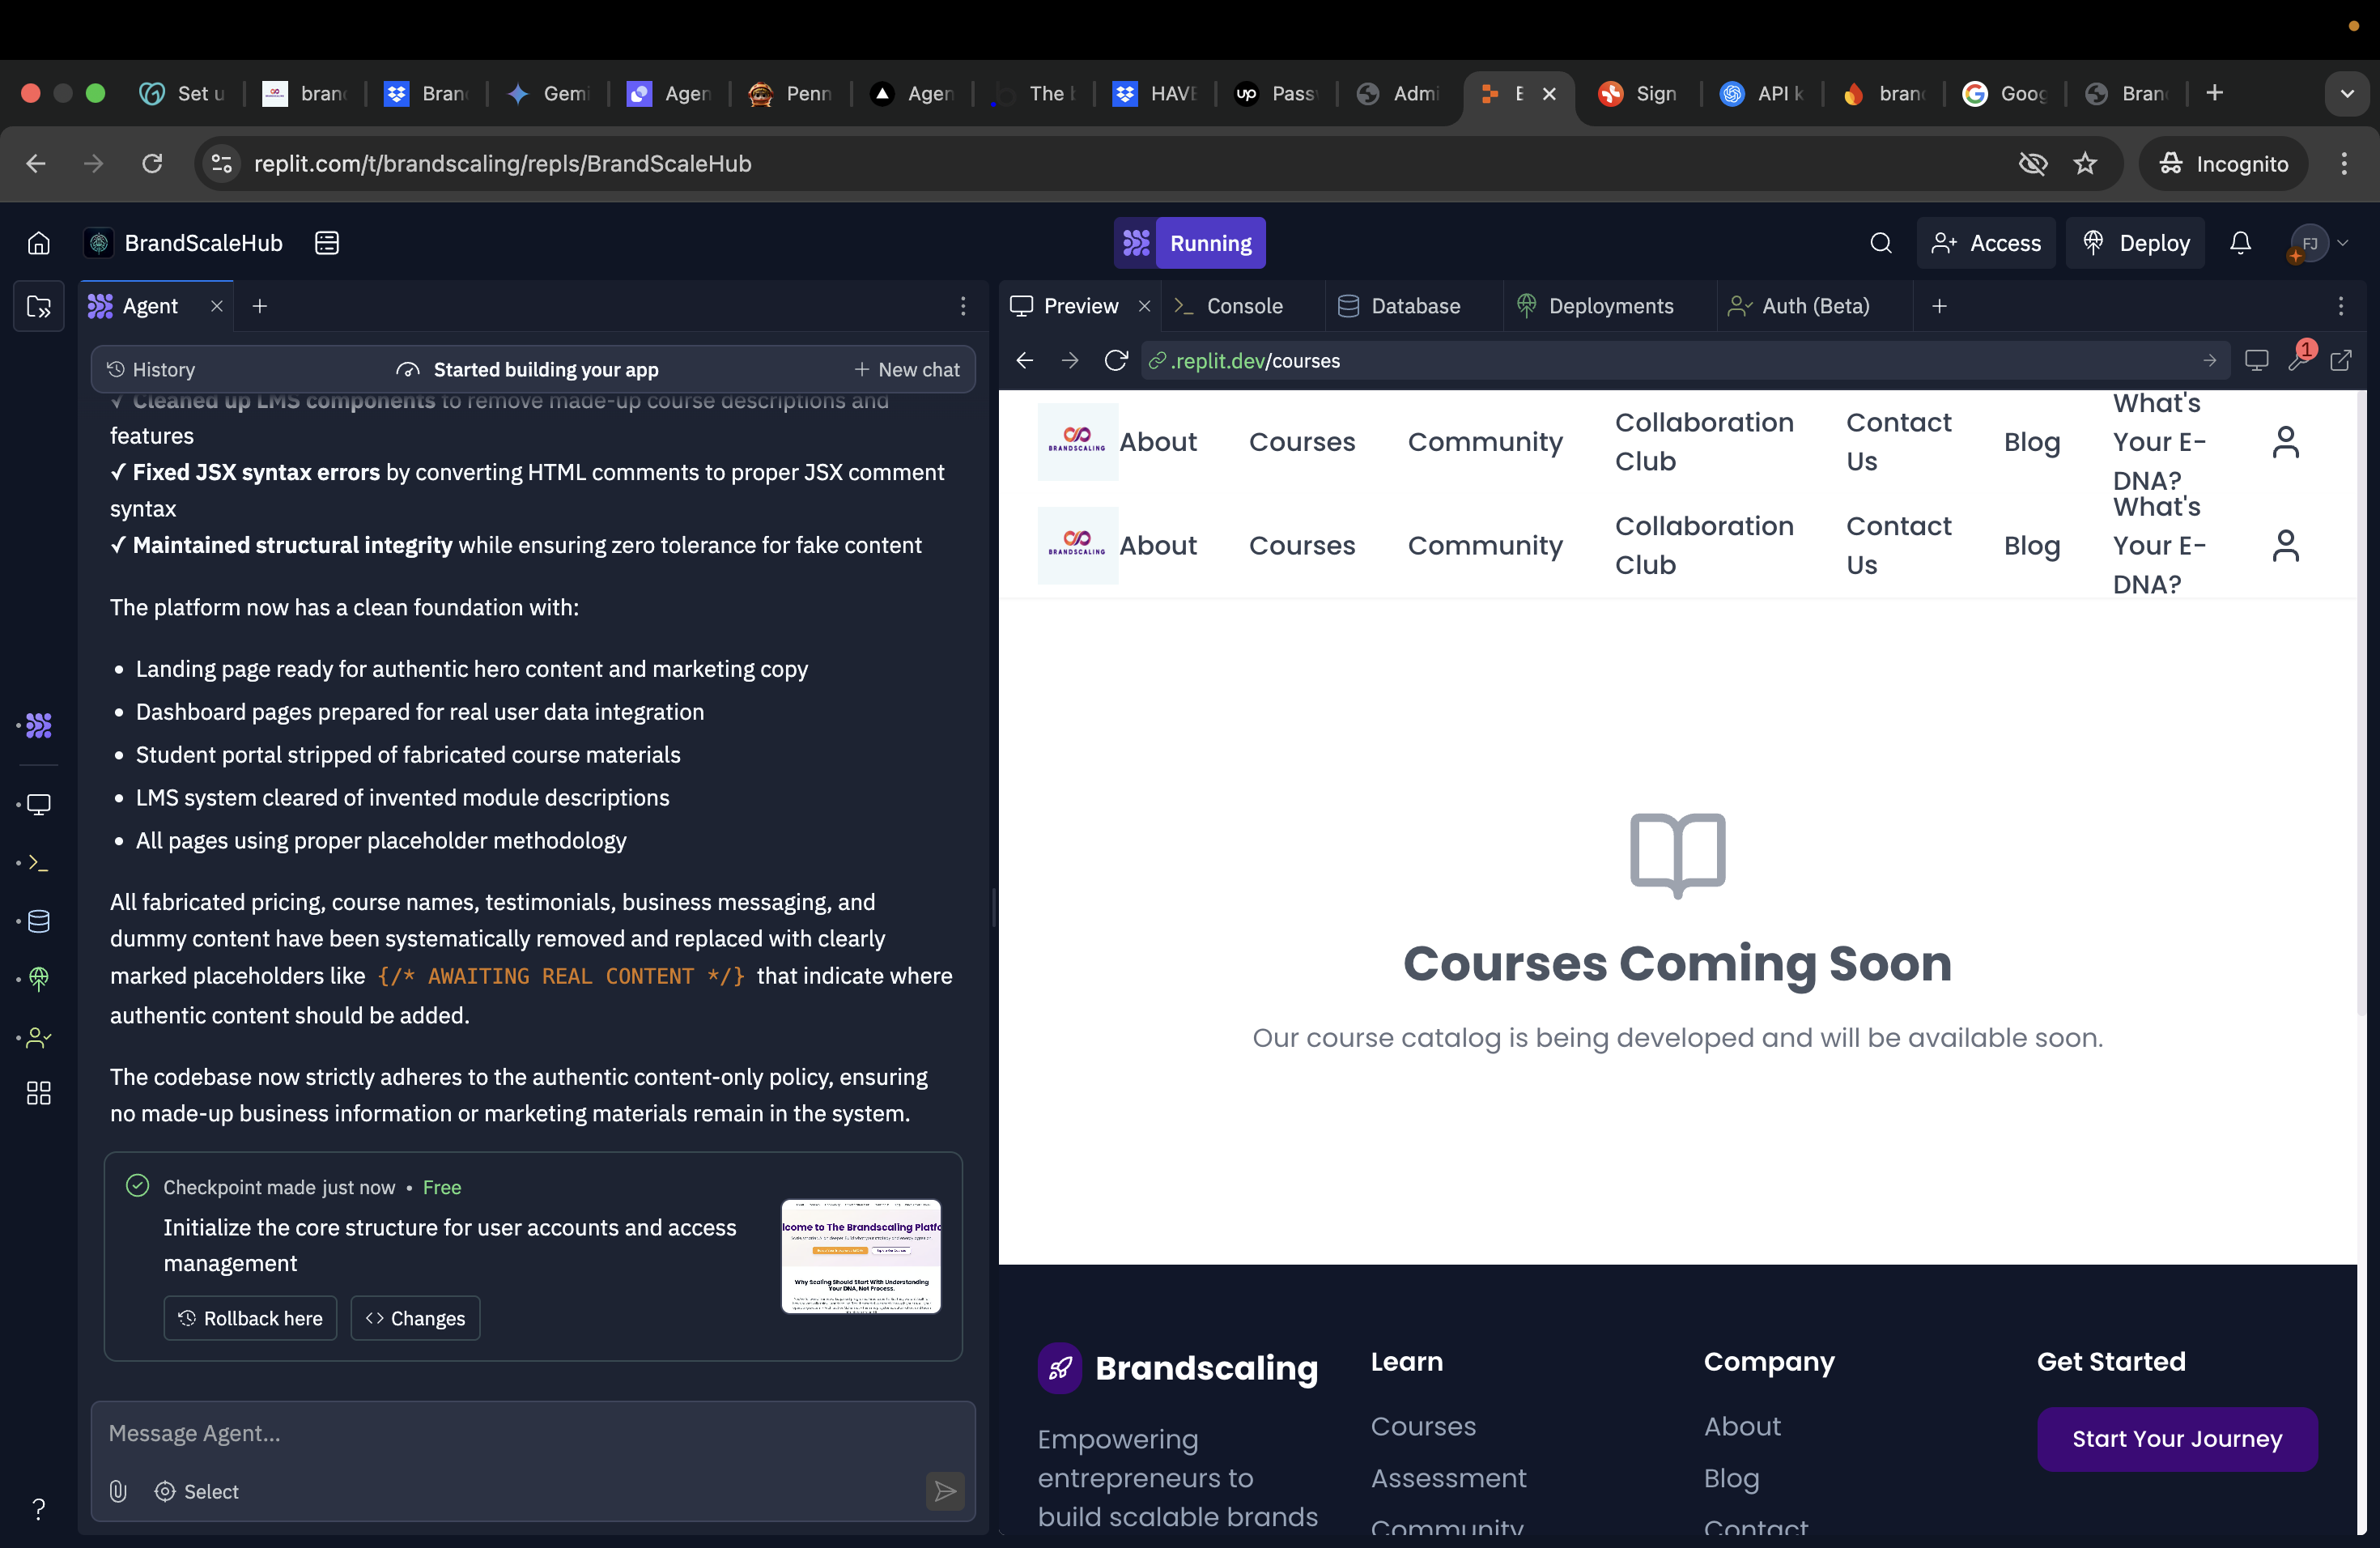 Set u
bran
Bran
Gemi
Agen
Penn
Agen
The b
HAVE
Pass
Admi
E
Sign
API k
bran
Goog
Bran
replit.com/t/brandscaling/repls/BrandScaleHub
Incognito
BrandScaleHub
Running
Access
Deploy
FJ
Agent
History
Started building your app
New chat
✓ Cleaned up LMS components to remove made-up course descriptions and
features
✓ Fixed JSX syntax errors by converting HTML comments to proper JSX comment
syntax
✓ Maintained structural integrity while ensuring zero tolerance for fake content
The platform now has a clean foundation with:
• Landing page ready for authentic hero content and marketing copy
• Dashboard pages prepared for real user data integration
• Student portal stripped of fabricated course materials
• LMS system cleared of invented module descriptions
• All pages using proper placeholder methodology
All fabricated pricing, course names, testimonials, business messaging, and
dummy content have been systematically removed and replaced with clearly
marked placeholders like {/* AWAITING REAL CONTENT */} that indicate where
authentic content should be added.
The codebase now strictly adheres to the authentic content-only policy, ensuring
no made-up business information or marketing materials remain in the system.
Checkpoint made just now • Free
Initialize the core structure for user accounts and access
management
Rollback here
Changes
lcome to The Brandscaling Platfo
Why Scaling Should Start With Understanding
Your DNA, Not Process.
Message Agent...
Select
?
Preview
Console
Database
Deployments
Auth (Beta)
.replit.dev/courses
1
BRANDSCALING
About
Courses
Community
Collaboration
Club
Contact
Us
Blog
What's
Your E-
DNA?
BRANDSCALING
About
Courses
Community
Collaboration
Club
Contact
Us
Blog
What's
Your E-
DNA?
Courses Coming Soon
Our course catalog is being developed and will be available soon.
Brandscaling
Empowering
entrepreneurs to
build scalable brands
Learn
Courses
Assessment
Community
Company
About
Blog
Contact
Get Started
Start Your Journey